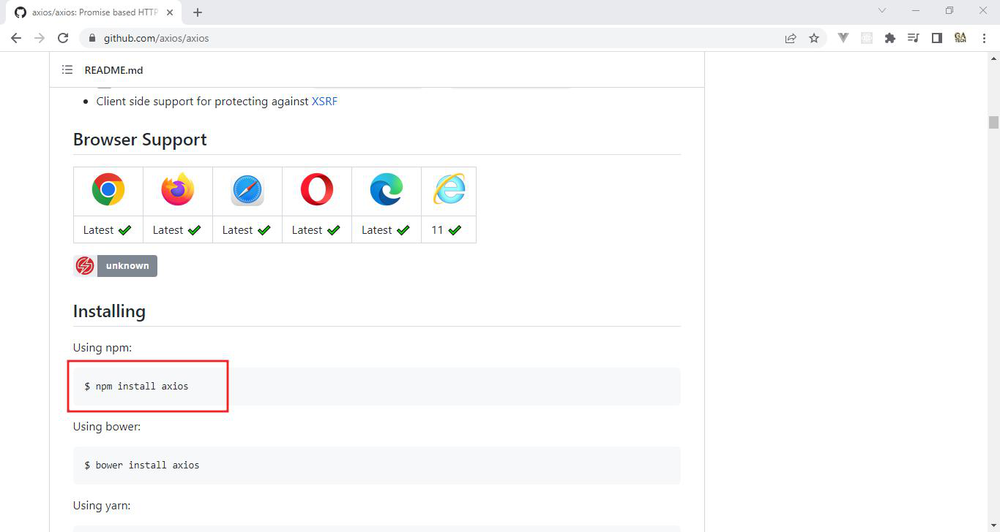 axios/axios: Promise based HTTP
github.com/axios/axios
GA
TECH
README.md
Client side support for protecting against XSRF
Browser Support
Latest Latest Latest Latest Latest 11
unknown
Installing
Using npm:
$ npm install axios
Using bower:
$ bower install axios
Using yarn: